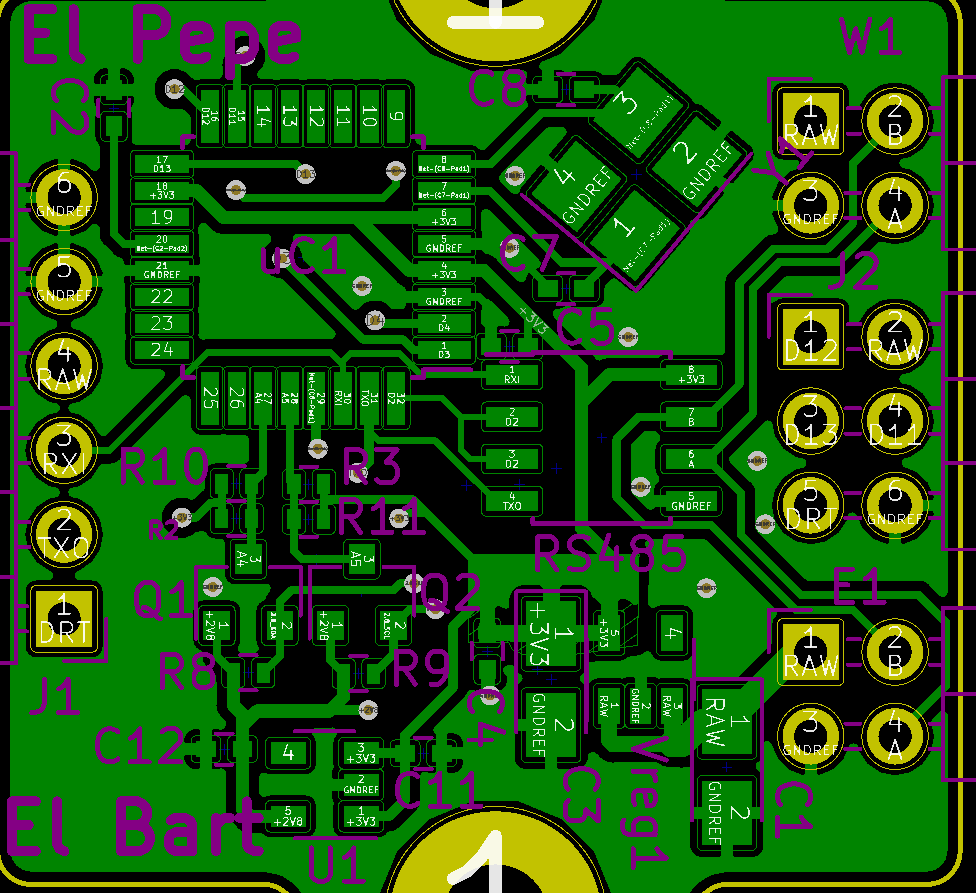 El Pepe
W1
1
C2
C8
3
D12
16 D12
15 D11
14
13
12
11
10
9
1 RAW
2 B
2 GNDREF
4 GNDREF
1
17 D13
18 +3V3
19
20 Net-(C2-Pad2)
21 GNDREF
22
23
24
D13
8 Net-(C8-Pad1)
7 Net-(C7-Pad1)
6 +3V3
5 GNDREF
4 +3V3
3 GNDREF
2 D4
1 D3
Y1
6 GNDREF
3 GNDREF
4 A
uC1
C7
J2
5 GNDREF
D4
+3V3
C5
1 D12
2 RAW
4 RAW
25
26
27 A4
28 A5
29 Net-(C5-Pad1)
30 RXI
31 TXO
32 D2
1 RXI
2 D2
3 D2
4 TXO
8 +3V3
7 B
6 A
5 GNDREF
3 D13
4 D11
3 RXI
R10
R3
R11
R2
5 DRT
6 GNDREF
2 TXO
RS485
3 A4
3 A5
Q1
Q2
E1
1 DRT
1 +2V8
2
1 +2V8
2
1 +3V3
5 +3V3
4
1 RAW
2 B
J1
R8
R9
+2V8
C4
2 GNDREF
1 RAW
2 GNDREF
3 RAW
1 RAW
3 GNDREF
4 A
C12
4
3 +3V3
2 GNDREF
C11
C3
Vreg1
2 GNDREF
C1
El Bart
5 +2V8
1 +3V3
U1
1